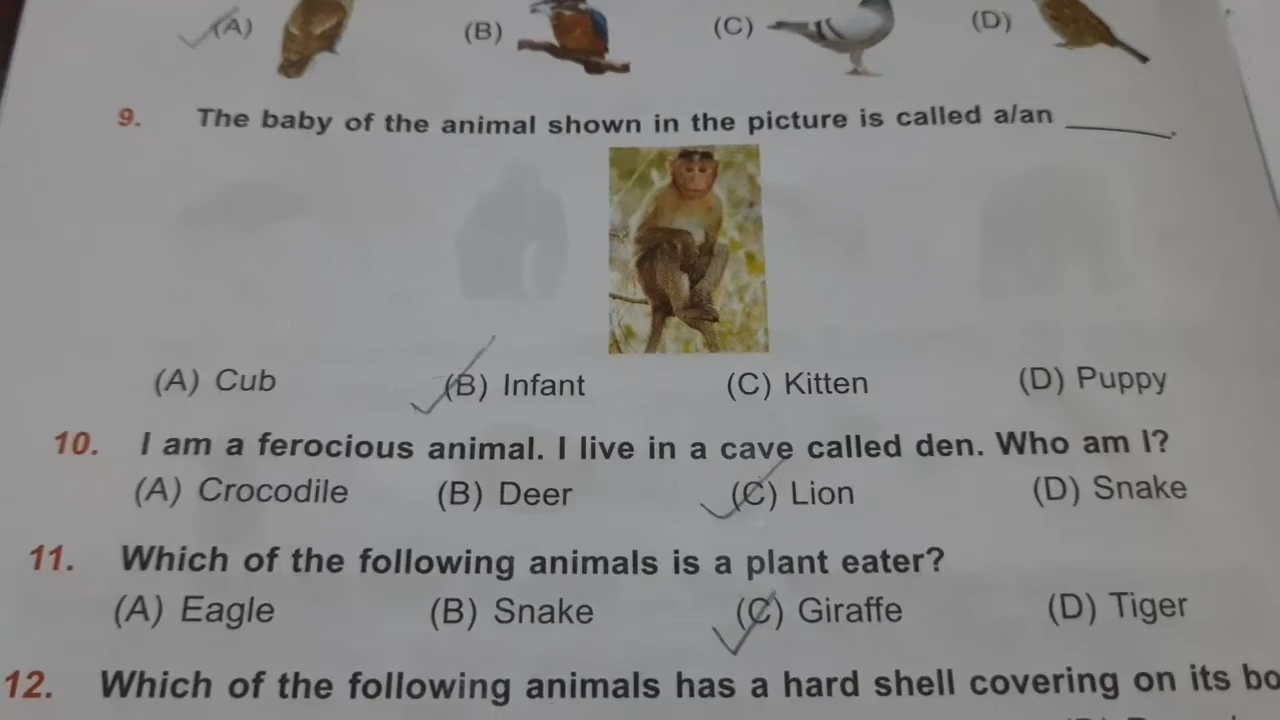 (A) (B) (C) (D)
9. The baby of the animal shown in the picture is called a/an ________.
(A) Cub (B) Infant (C) Kitten (D) Puppy
10. I am a ferocious animal. I live in a cave called den. Who am I?
(A) Crocodile (B) Deer (C) Lion (D) Snake
11. Which of the following animals is a plant eater?
(A) Eagle (B) Snake (C) Giraffe (D) Tiger
12. Which of the following animals has a hard shell covering on its